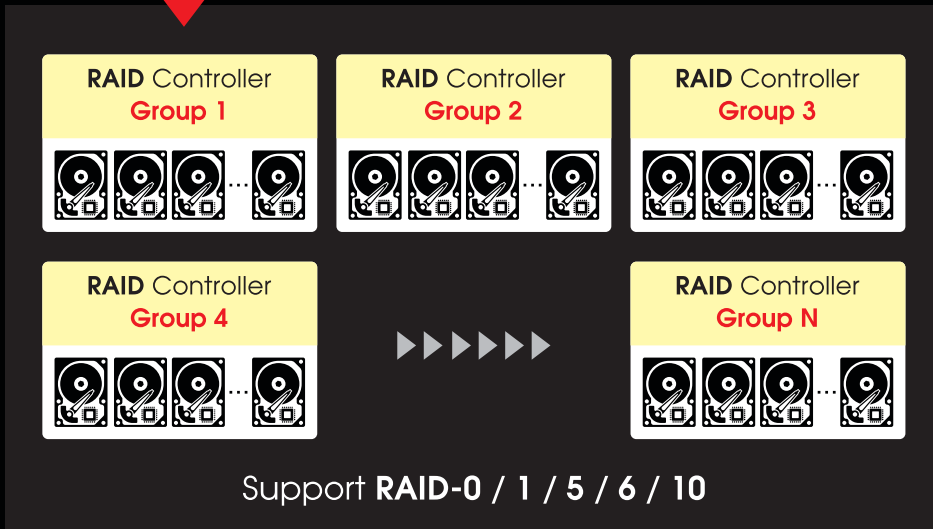 RAID Controller
Group 1
RAID Controller
Group 2
RAID Controller
Group 3
...
...
...
RAID Controller
Group 4
RAID Controller
Group N
...
...
Support RAID-0 / 1 / 5 / 6 / 10